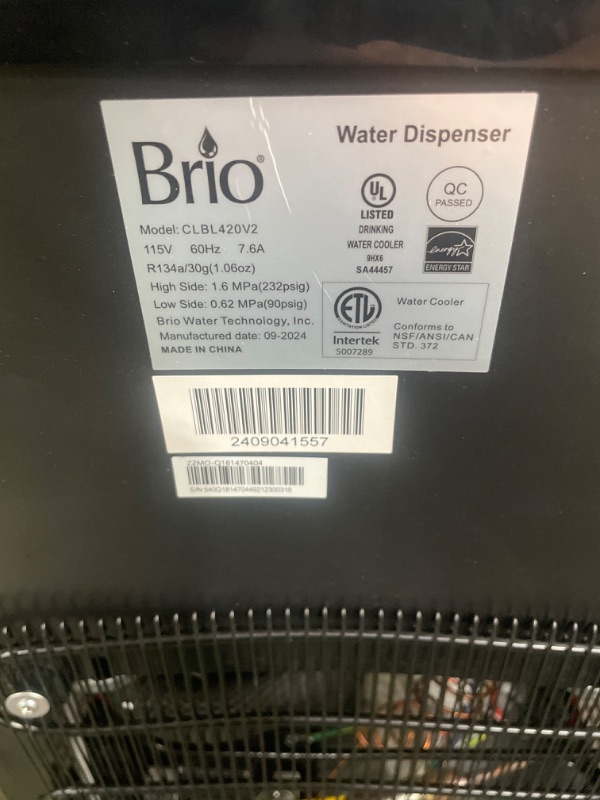 Brio®
Water Dispenser
Model: CLBL420V2
115V 60Hz 7.6A
R134a/30g(1.06oz)
High Side: 1.6 MPa(232psig)
Low Side: 0.62 MPa(90psig)
Brio Water Technology, Inc.
Manufactured date: 09-2024
MADE IN CHINA
UL
LISTED
DRINKING
WATER COOLER
9HX6
SA44457
QC
PASSED
energy
ENERGY STAR
ETL
Intertek
5007289
Water Cooler
Conforms to
NSF/ANSI/CAN
STD. 372
2409041557
22MO-Q181470404